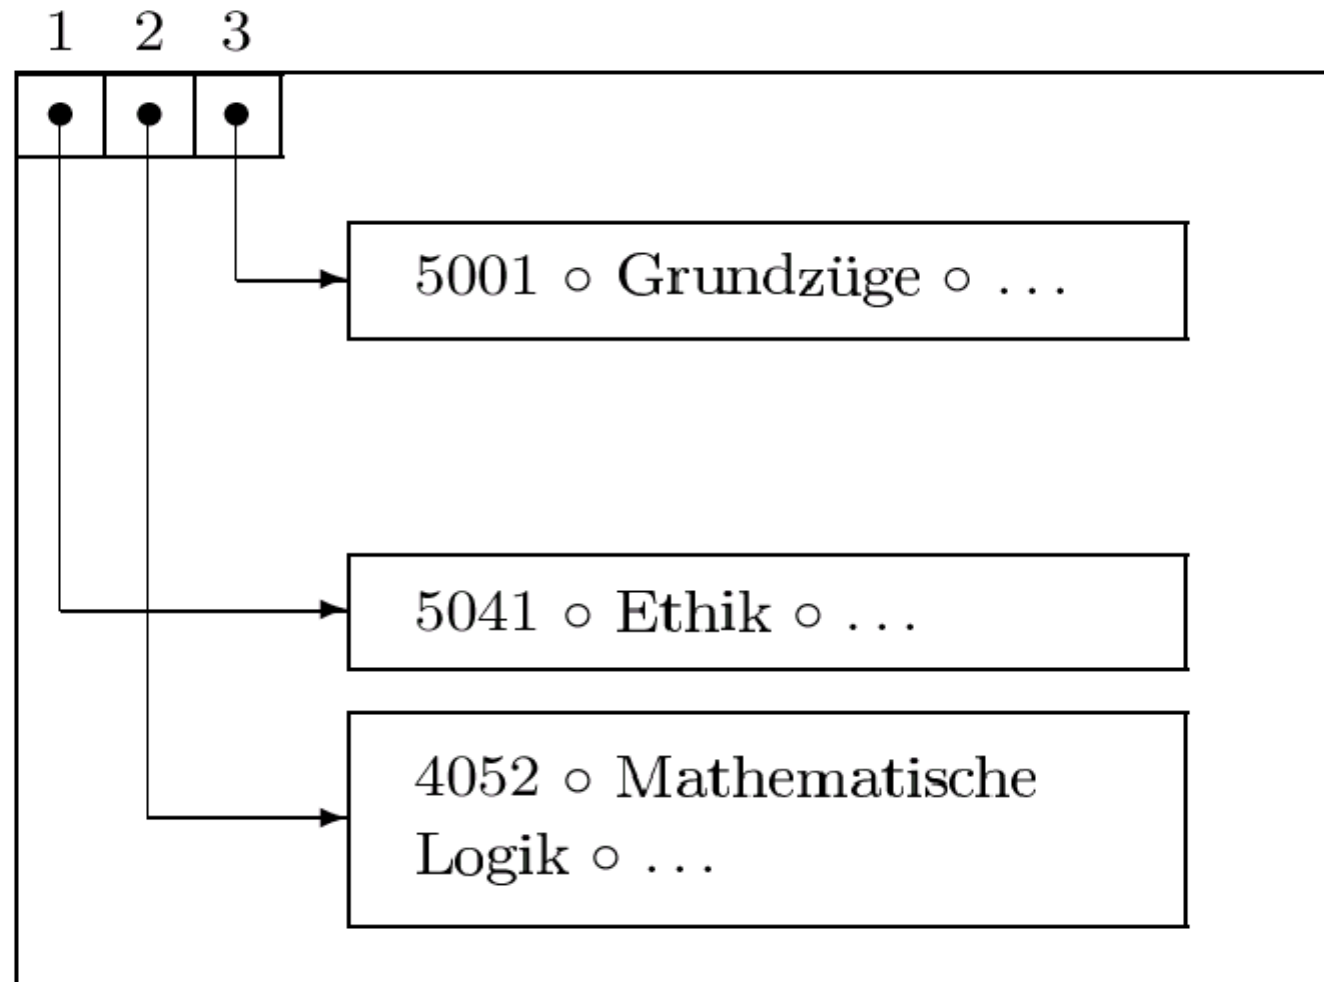 1 2 3
5001 ∘ Grundzüge ∘ ...
5041 ∘ Ethik ∘ ...
4052 ∘ Mathematische
Logik ∘ ...